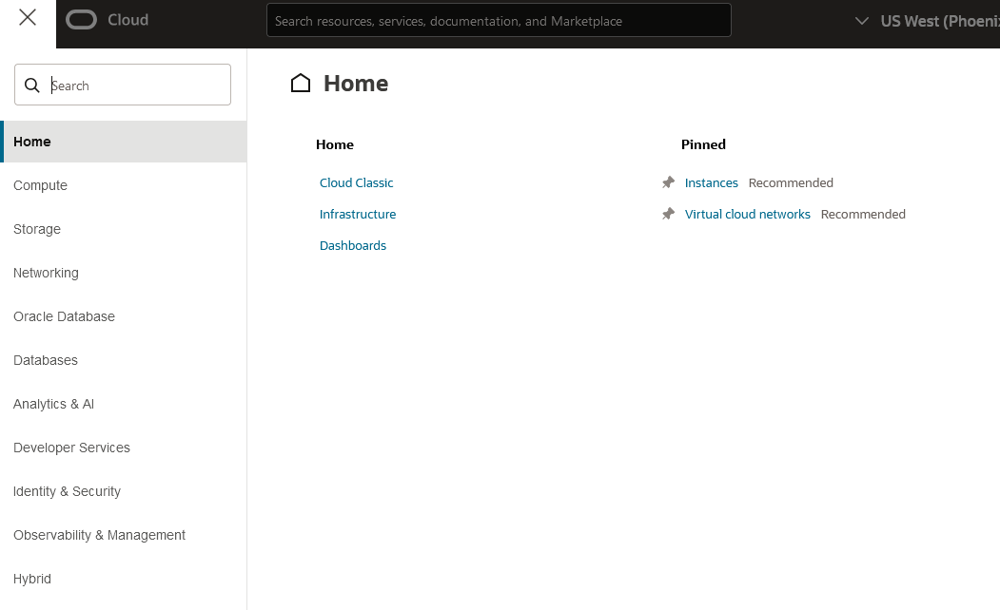 Cloud
Search resources, services, documentation, and Marketplace
US West (Phoenix
Search
Home
Compute
Storage
Networking
Oracle Database
Databases
Analytics & AI
Developer Services
Identity & Security
Observability & Management
Hybrid
Home
Home
Cloud Classic
Infrastructure
Dashboards
Pinned
Instances Recommended
Virtual cloud networks Recommended